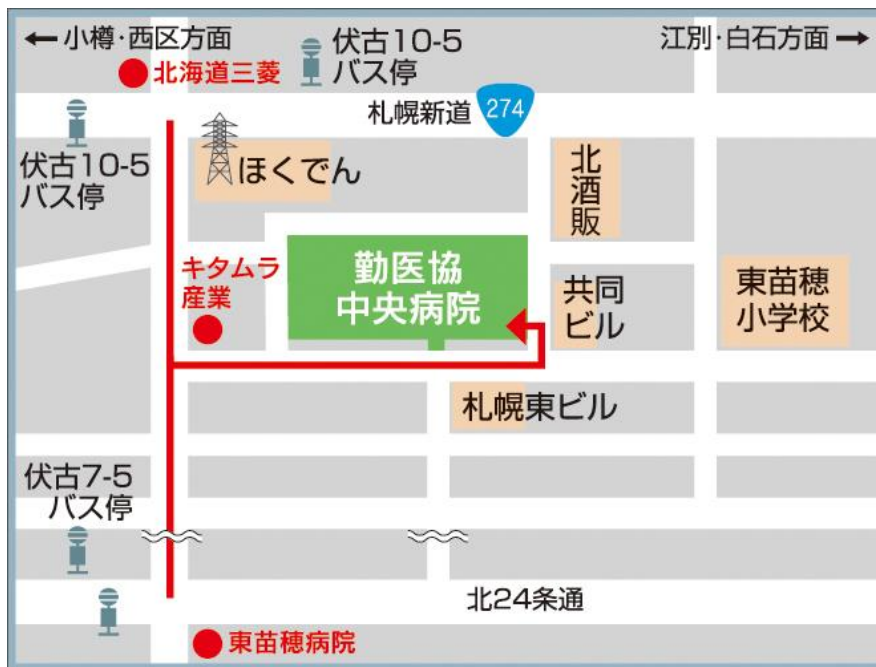 ← 小樽・西区方面
伏古10-5
バス停
江別・白石方面 →
北海道三菱
札幌新道
274
伏古10-5
バス停
ほくでん
北酒販
キタムラ
産業
勤医協
中央病院
共同
ビル
東苗穂
小学校
札幌東ビル
伏古7-5
バス停
北24条通
東苗穂病院